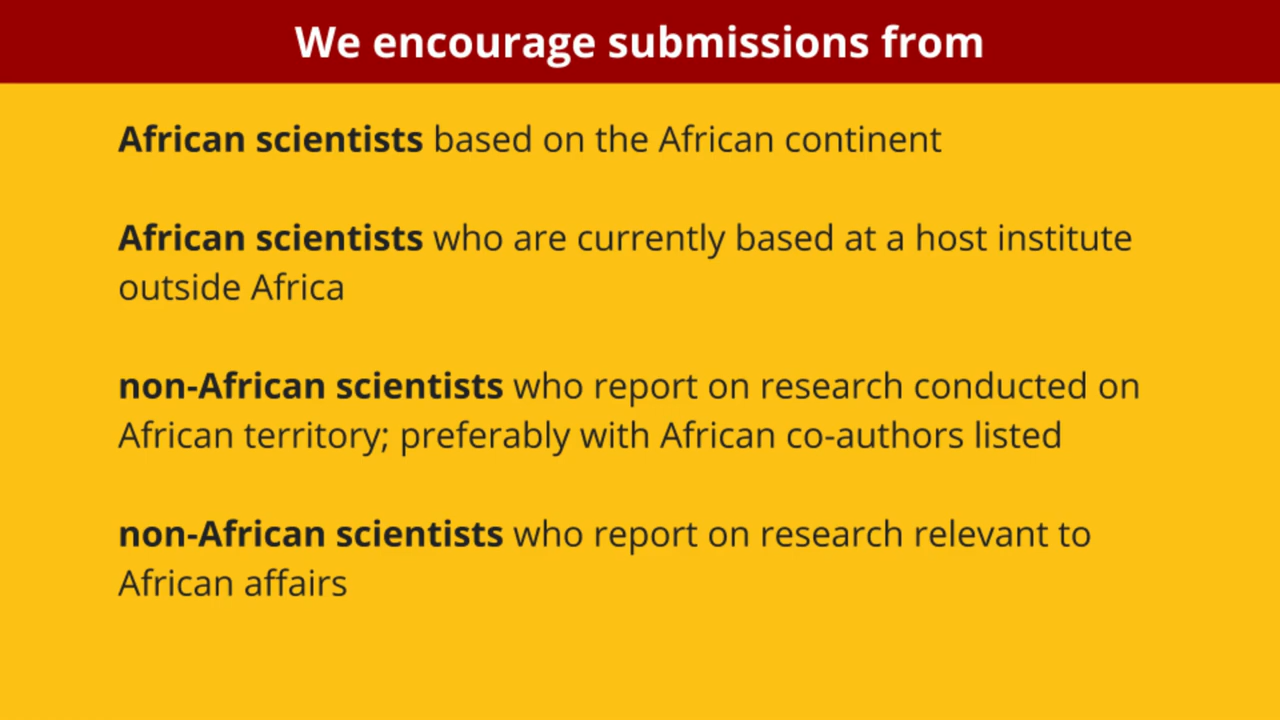 We encourage submissions from
African scientists based on the African continent
African scientists who are currently based at a host institute
outside Africa
non-African scientists who report on research conducted on
African territory; preferably with African co-authors listed
non-African scientists who report on research relevant to
African affairs